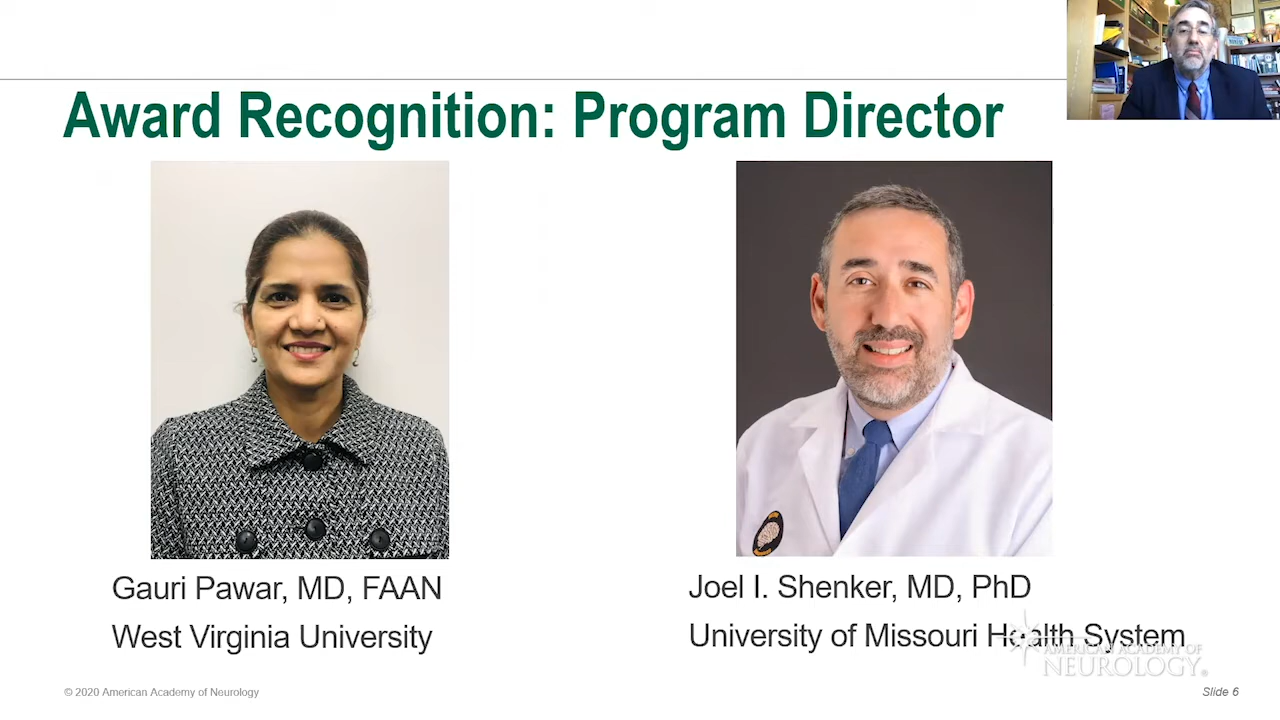 Award Recognition: Program Director
Gauri Pawar, MD, FAAN
West Virginia University
Joel I. Shenker, MD, PhD
University of Missouri Health System
AMERICAN ACADEMY OF
NEUROLOGY®
© 2020 American Academy of Neurology
Slide 6